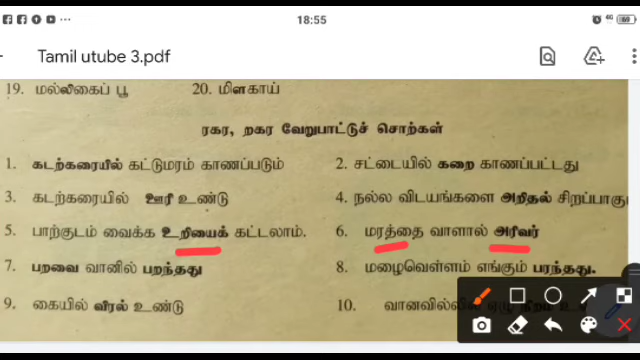 18:55
4G
Tamil utube 3.pdf
19. மல்லிகைப் பூ 20. மிளகாய்
ரகர, றகர வேறுபாட்டுச் சொற்கள்
1. கடற்கரையில் கட்டுமரம் காணப்படும் 2. சட்டையில் கறை காணப்பட்டது
3. கடற்கரையில் ஊரி உண்டு 4. நல்ல விடயங்களை அறிதல் சிறப்பாகு
5. பாற்குடம் வைக்க உறியைக் கட்டலாம். 6. மரத்தை வாளால் அரிவர்
7. பறவை வானில் பறந்தது 8. மழைவெள்ளம் எங்கும் பரந்தது.
9. கையில் விரல் உண்டு 10. வானவில்லில் ஏழு நிறம்